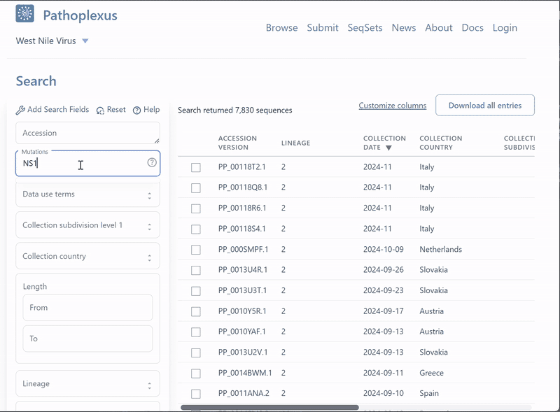 Pathoplexus
West Nile Virus
Browse Submit SeqSets News About Docs Login
Search
Add Search Fields Reset Help
Search returned 7,830 sequences
Customize columns
Download all entries
Accession
Mutations
NS1
Data use terms
Collection subdivision level 1
Collection country
Length
From
To
Lineage
ACCESSION VERSION LINEAGE COLLECTION DATE ▼ COLLECTION COUNTRY COLLECTI SUBDIVIS
PP_00118T2.1 2 2024-11 Italy
PP_00118Q8.1 2 2024-11 Italy
PP_00118R6.1 2 2024-11 Italy
PP_00118S4.1 2 2024-11 Italy
PP_000SMPF.1 2 2024-10-09 Netherlands
PP_0013U4R.1 2 2024-09-26 Slovakia
PP_0013U3T.1 2 2024-09-23 Slovakia
PP_0010Y5R.1 2 2024-09-17 Austria
PP_0010YAF.1 2 2024-09-13 Austria
PP_0013U2V.1 2 2024-09-13 Slovakia
PP_0014BWM.1 2 2024-09-11 Greece
PP_0011ANA.2 2 2024-09-10 Spain